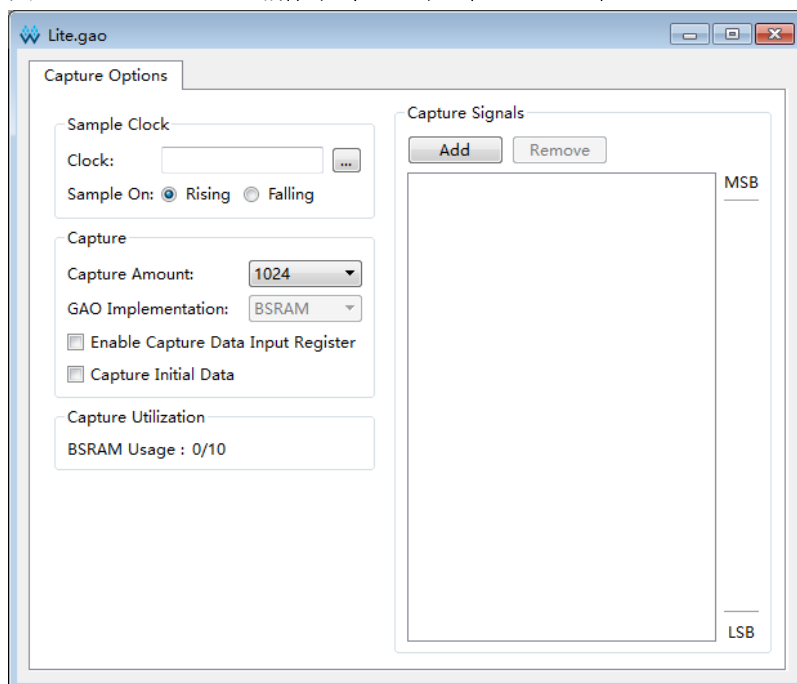 Lite.gao
Capture Options
Sample Clock
Clock:
...
Sample On: Rising Falling
Capture
Capture Amount: 1024
GAO Implementation: BSRAM
Enable Capture Data Input Register
Capture Initial Data
Capture Utilization
BSRAM Usage : 0/10
Capture Signals
Add Remove
MSB
LSB